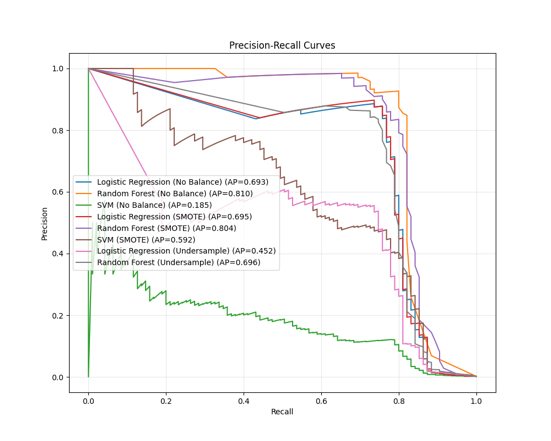 Precision-Recall Curves
1.0
0.8
0.6
0.4
0.2
0.0
Precision
Logistic Regression (No Balance) (AP=0.693)
Random Forest (No Balance) (AP=0.810)
SVM (No Balance) (AP=0.185)
Logistic Regression (SMOTE) (AP=0.695)
Random Forest (SMOTE) (AP=0.804)
SVM (SMOTE) (AP=0.592)
Logistic Regression (Undersample) (AP=0.452)
Random Forest (Undersample) (AP=0.696)
0.0 0.2 0.4 0.6 0.8 1.0
Recall